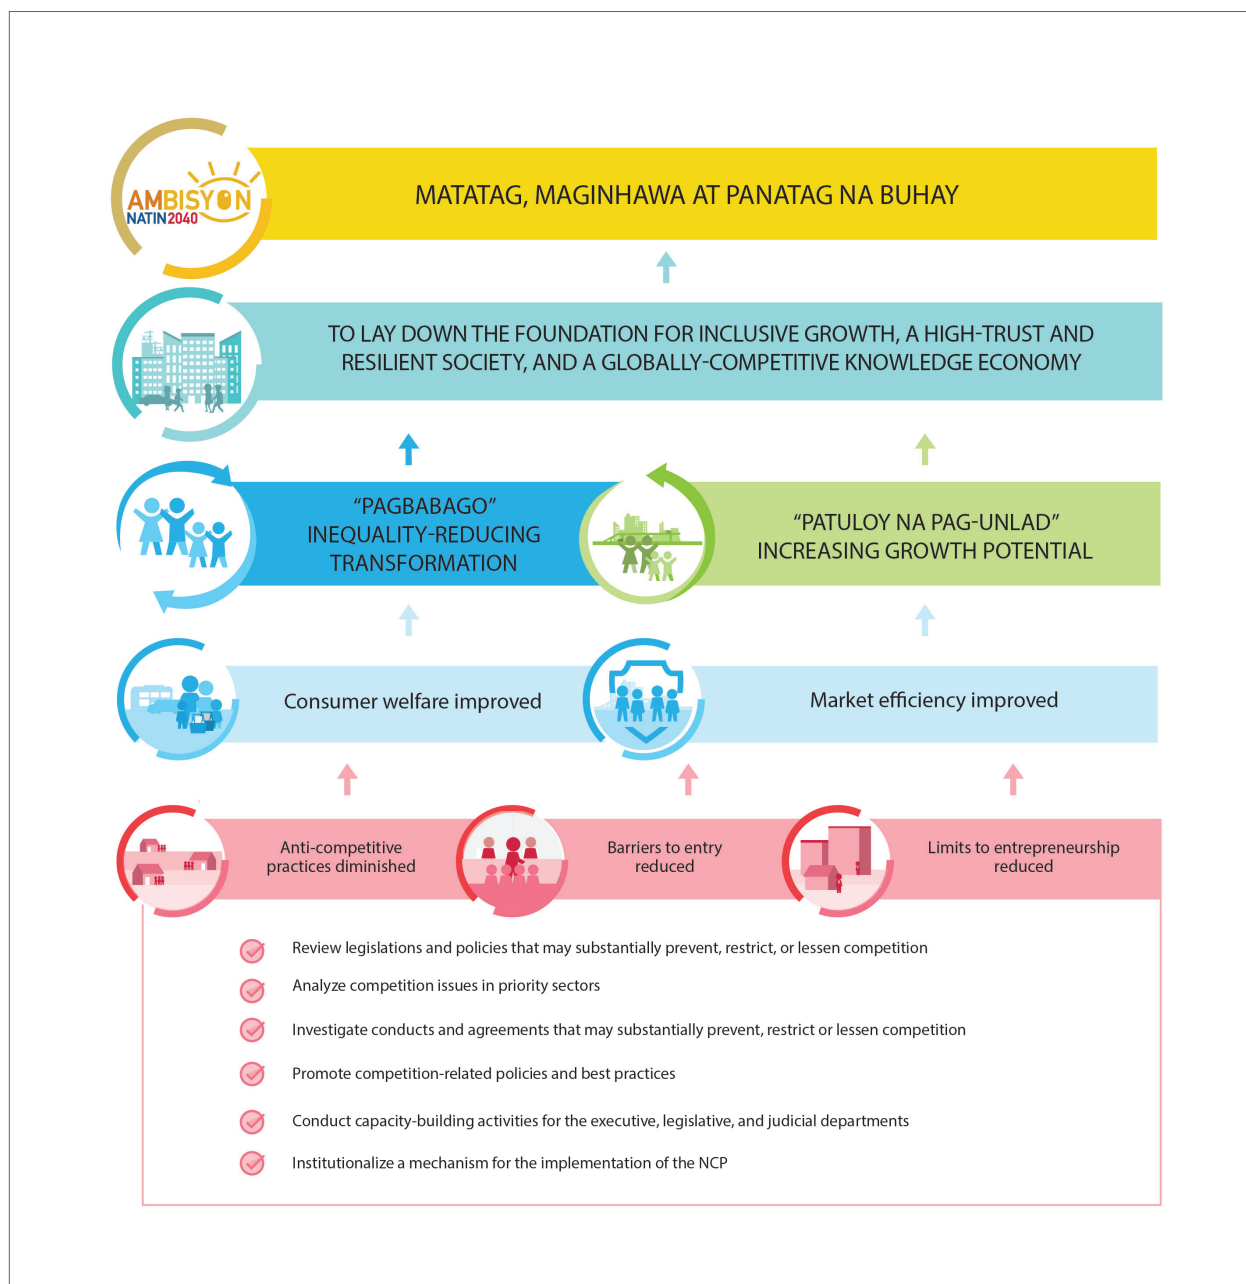 AMBISYON
NATIN2040
MATATAG, MAGINHAWA AT PANATAG NA BUHAY
TO LAY DOWN THE FOUNDATION FOR INCLUSIVE GROWTH, A HIGH-TRUST AND
RESILIENT SOCIETY, AND A GLOBALLY-COMPETITIVE KNOWLEDGE ECONOMY
“PAGBABAGO”
INEQUALITY-REDUCING
TRANSFORMATION
“PATULOY NA PAG-UNLAD”
INCREASING GROWTH POTENTIAL
Consumer welfare improved
Market efficiency improved
Anti-competitive
practices diminished
Barriers to entry
reduced
Limits to entrepreneurship
reduced
Review legislations and policies that may substantially prevent, restrict, or lessen competition
Analyze competition issues in priority sectors
Investigate conducts and agreements that may substantially prevent, restrict or lessen competition
Promote competition-related policies and best practices
Conduct capacity-building activities for the executive, legislative, and judicial departments
Institutionalize a mechanism for the implementation of the NCP